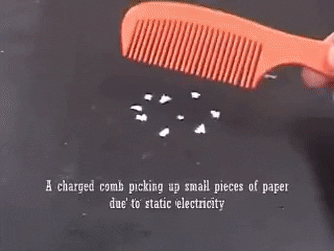 A charged comb picking up small pieces of paper
due to static electricity